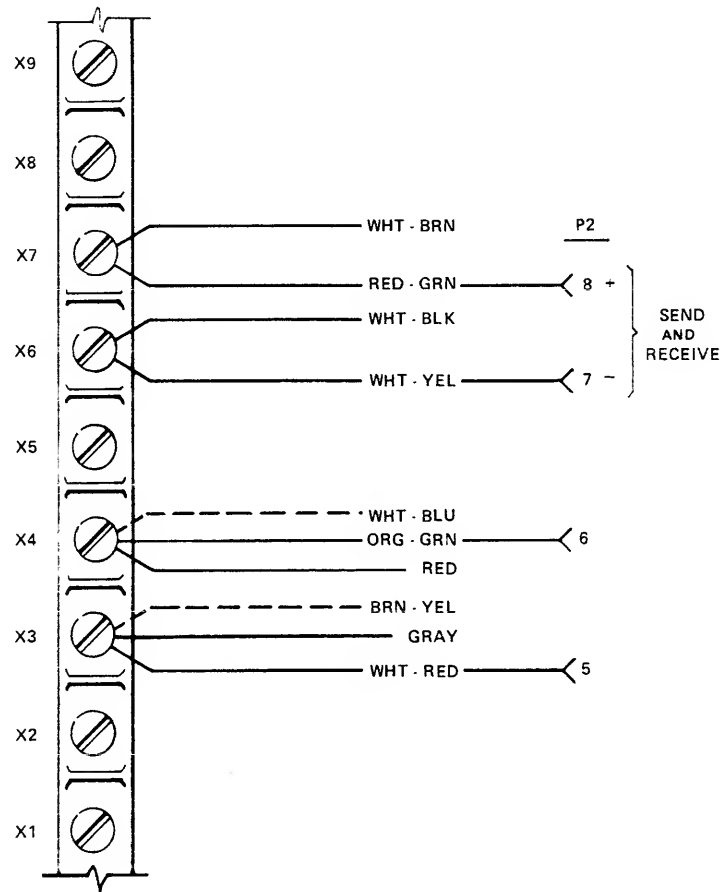 X9
X8
WHT - BRN
P2
X7
RED - GRN
8 +
WHT - BLK
SEND
AND
RECEIVE
X6
WHT - YEL
7 -
X5
WHT - BLU
X4
ORG - GRN
6
RED
BRN - YEL
X3
GRAY
WHT - RED
5
X2
X1